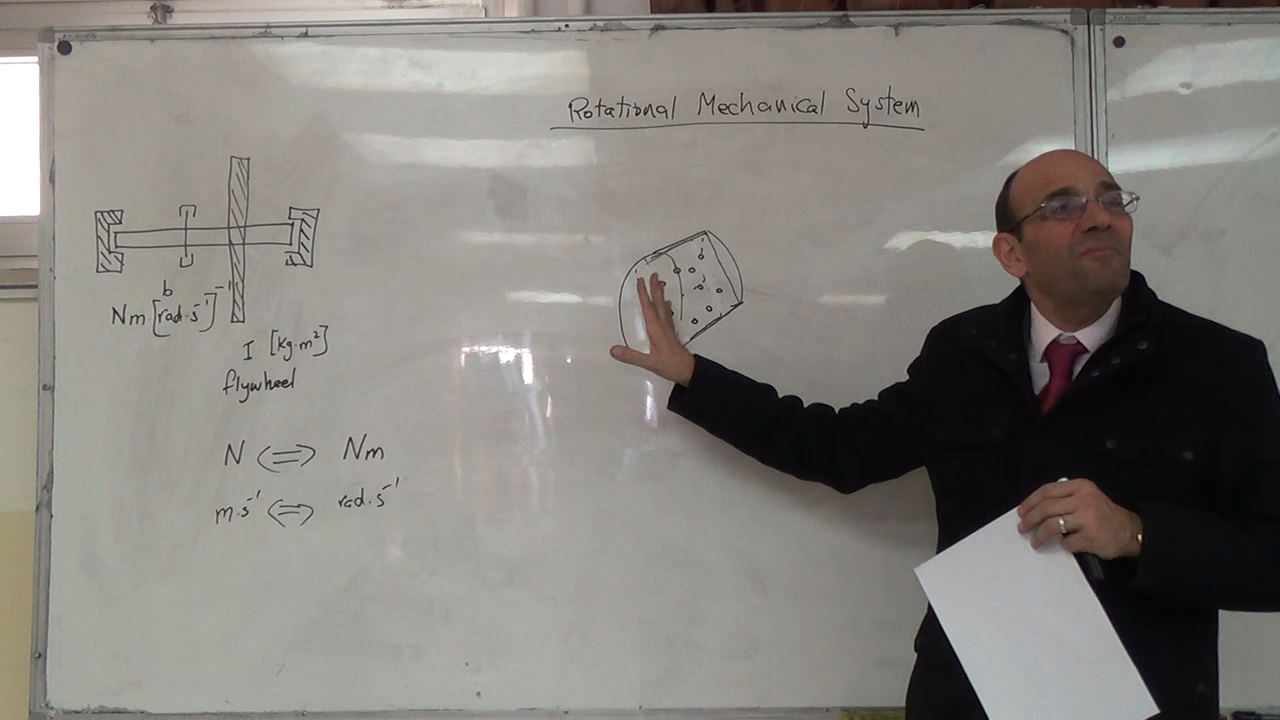 Rotational Mechanical System
b
Nm·[rad·s⁻¹]⁻¹
I [kg·m²]
flywheel
N ⟺ Nm
m·s⁻¹ ⟺ rad·s⁻¹